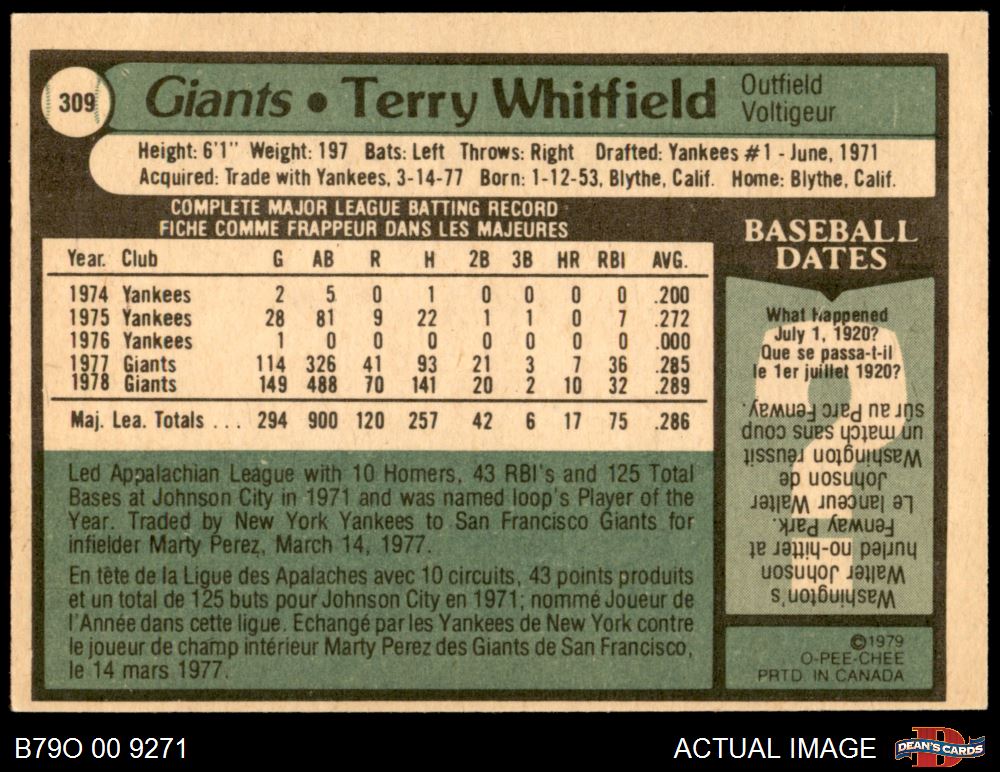 309
Giants • Terry Whitfield
Outfield
Voltigeur
Height: 6'1" Weight: 197 Bats: Left Throws: Right Drafted: Yankees #1 - June, 1971
Acquired: Trade with Yankees, 3-14-77 Born: 1-12-53, Blythe, Calif. Home: Blythe, Calif.
COMPLETE MAJOR LEAGUE BATTING RECORD
FICHE COMME FRAPPEUR DANS LES MAJEURES
Year. Club G AB R H 2B 3B HR RBI AVG.
1974 Yankees 2 5 0 1 0 0 0 0 .200
1975 Yankees 28 81 9 22 1 1 0 7 .272
1976 Yankees 1 0 0 0 0 0 0 0 .000
1977 Giants 114 326 41 93 21 3 7 36 .285
1978 Giants 149 488 70 141 20 2 10 32 .289
Maj. Lea. Totals . . . 294 900 120 257 42 6 17 75 .286
Led Appalachian League with 10 Homers, 43 RBI's and 125 Total
Bases at Johnson City in 1971 and was named loop's Player of the
Year. Traded by New York Yankees to San Francisco Giants for
infielder Marty Perez, March 14, 1977.
En tête de la Ligue des Apalaches avec 10 circuits, 43 points produits
et un total de 125 buts pour Johnson City en 1971; nommé Joueur de
l'Année dans cette ligue. Echangé par les Yankees de New York contre
le joueur de champ intérieur Marty Perez des Giants de San Francisco,
le 14 mars 1977.
BASEBALL
DATES
What Happened
July 1, 1920?
Que se passa-t-il
le 1er juillet 1920?
Washington's
Walter Johnson
hurled no-hitter at
Fenway Park.
Le lanceur Walter
Johnson de
Washington réussit
un match sans coup
sûr au Parc Fenway.
©1979
O-PEE-CHEE
PRTD. IN CANADA
B79O 00 9271
ACTUAL IMAGE
DEAN'S CARDS